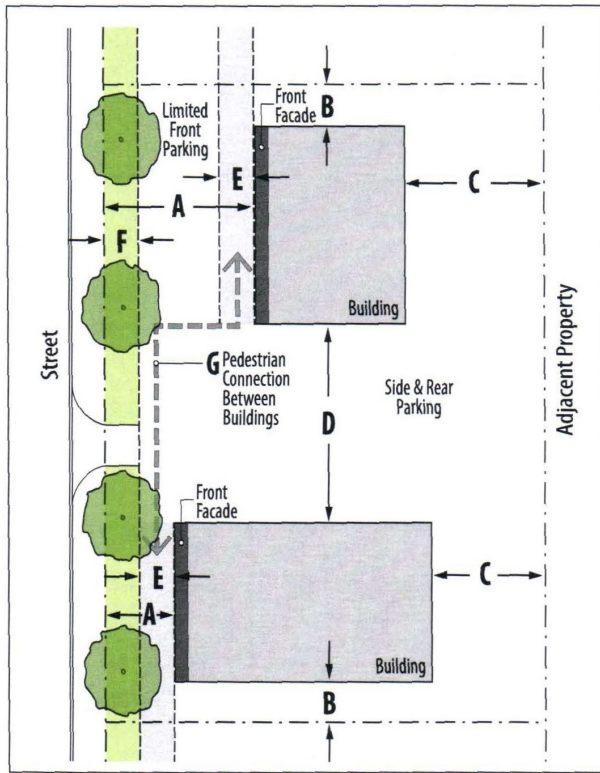 Front
Facade
B
Limited
Front
Parking
E
A
C
F
Building
Street
G Pedestrian
Connection
Between
Buildings
D
Side & Rear
Parking
Adjacent Property
Front
Facade
E
A
C
Building
B